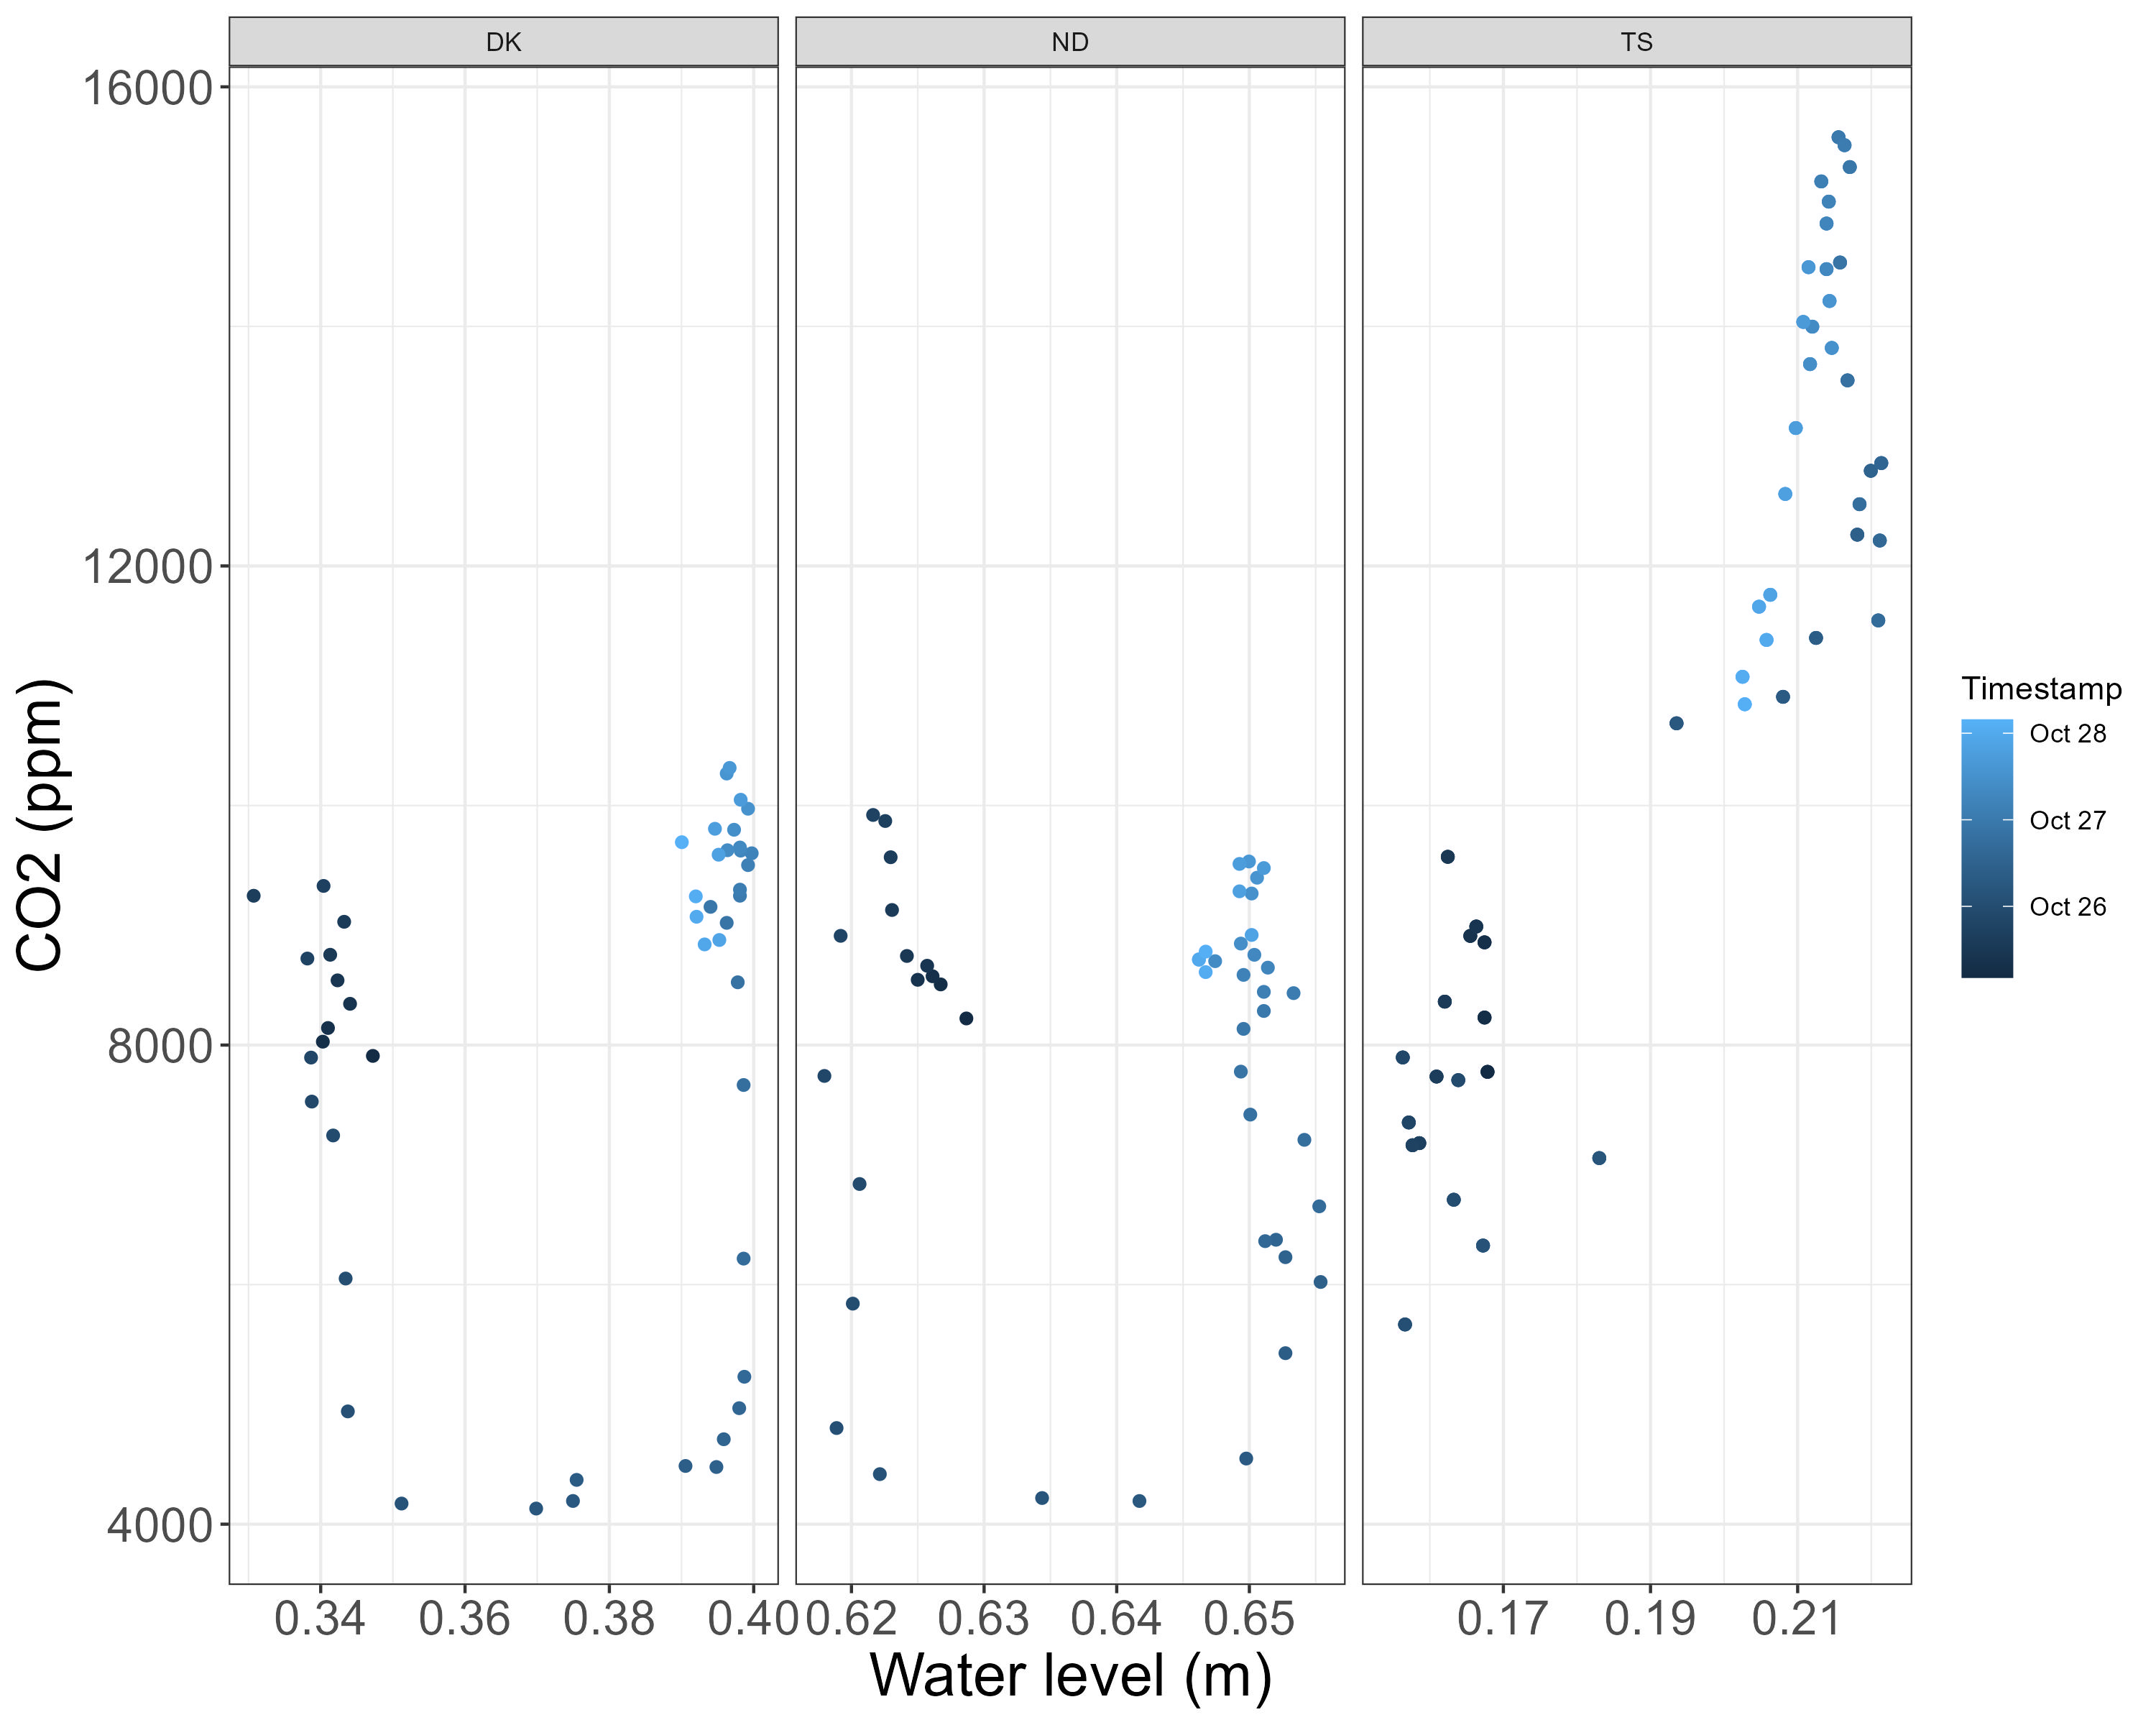 DK ND TS
16000
12000
8000
4000
CO2 (ppm)
0.34 0.36 0.38 0.40 0.62 0.63 0.64 0.65 0.17 0.19 0.21
Water level (m)
Timestamp
Oct 28
Oct 27
Oct 26